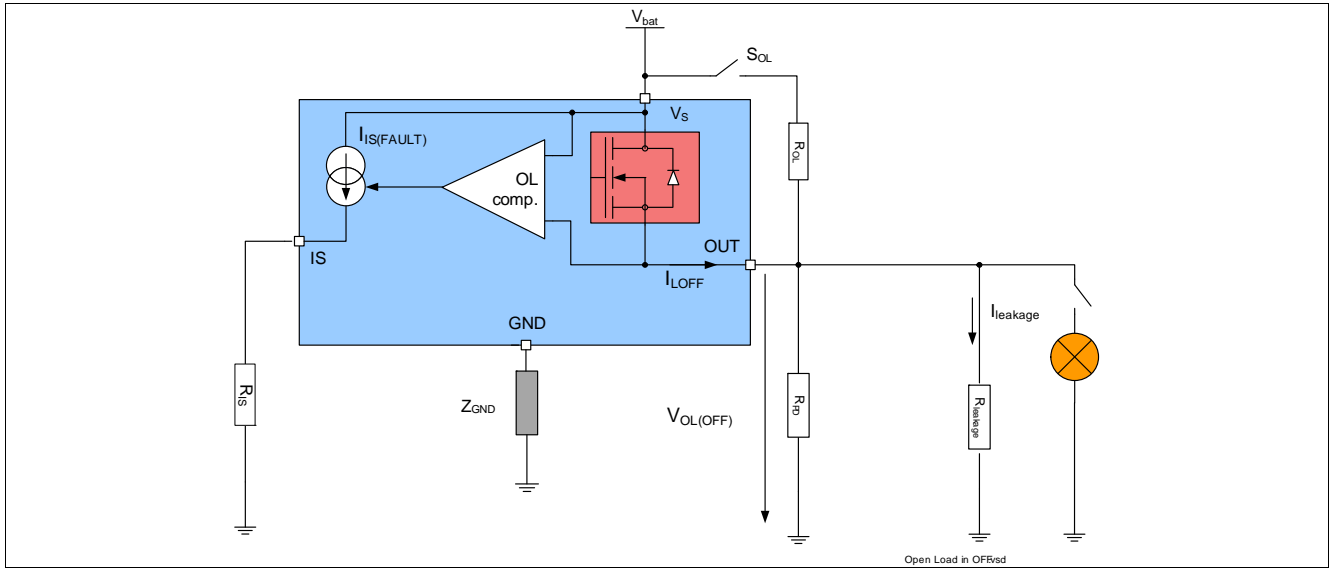 Vbat
SOL
VS
IIS(FAULT)
ROL
OL
comp.
OUT
IS
ILOFF
GND
Ileakage
RIS
ZGND
VOL(OFF)
RPD
Rleakage
Open Load in OFF.vsd